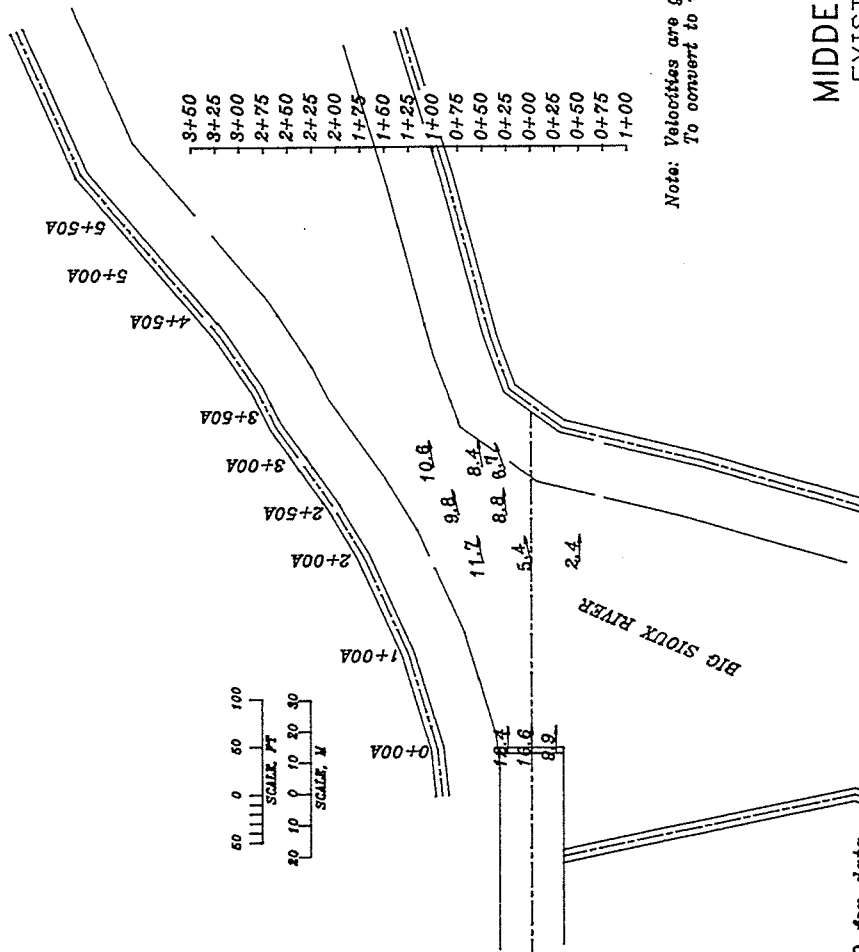 MIDDE
EXIST
Note: Velocities are g
To convert to
3+50
3+25
3+00
2+75
2+50
2+25
2+00
1+75
1+50
1+25
1+00
0+75
0+50
0+25
0+00
0+50
0+75
1+00
5+50A
5+00A
4+50A
3+50A
3+00A
2+50A
2+00A
1+00A
0+00A
10.6
8.4
6.7
9.8
8.8
11.7
5.4
2.4
16.6
8.9
BIG SIOUX RIVER
50 0 50 100
SCALE, FT
20 10 0 10 20 30
SCALE, M
for data